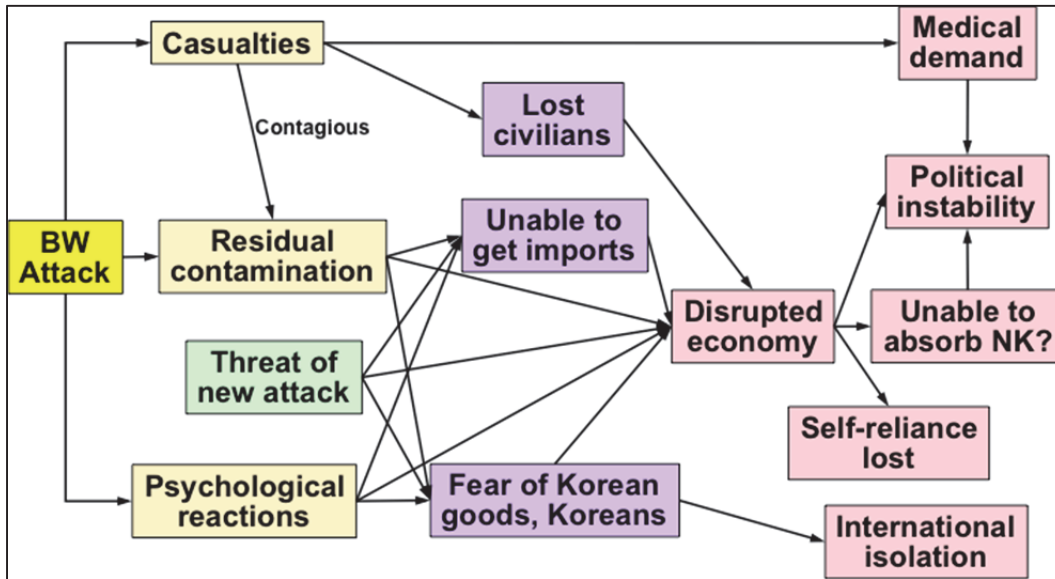 Casualties
Medical
demand
Contagious
Lost
civilians
Political
instability
BW
Attack
Residual
contamination
Unable to
get imports
Disrupted
economy
Unable to
absorb NK?
Threat of
new attack
Self-reliance
lost
Psychological
reactions
Fear of Korean
goods, Koreans
International
isolation